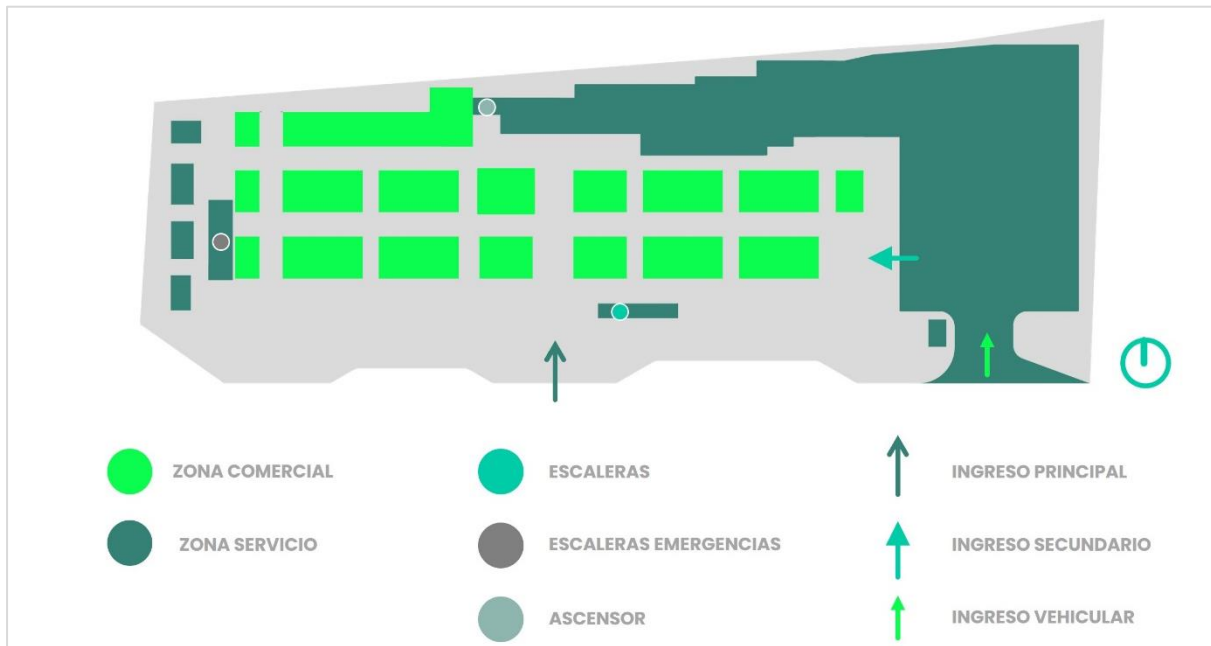 ZONA COMERCIAL
ESCALERAS
INGRESO PRINCIPAL
ZONA SERVICIO
ESCALERAS EMERGENCIAS
INGRESO SECUNDARIO
ASCENSOR
INGRESO VEHICULAR